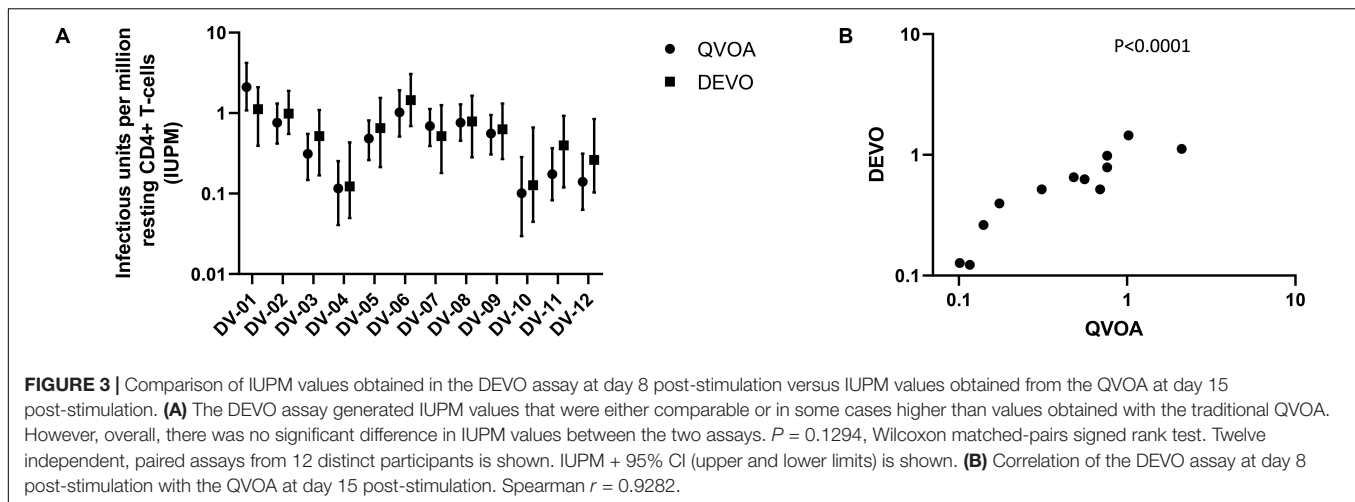 A
Infectious units per million
resting CD4+ T-cells
(IUPM)
10
1
0.1
0.01
DV-01
DV-02
DV-03
DV-04
DV-05
DV-06
DV-07
DV-08
DV-09
DV-10
DV-11
DV-12
QVOA
DEVO
B
P<0.0001
DEVO
10
1
0.1
0.1
1
10
QVOA
FIGURE 3 | Comparison of IUPM values obtained in the DEVO assay at day 8 post-stimulation versus IUPM values obtained from the QVOA at day 15
post-stimulation. (A) The DEVO assay generated IUPM values that were either comparable or in some cases higher than values obtained with the traditional QVOA.
However, overall, there was no significant difference in IUPM values between the two assays. P = 0.1294, Wilcoxon matched-pairs signed rank test. Twelve
independent, paired assays from 12 distinct participants is shown. IUPM + 95% CI (upper and lower limits) is shown. (B) Correlation of the DEVO assay at day 8
post-stimulation with the QVOA at day 15 post-stimulation. Spearman r = 0.9282.